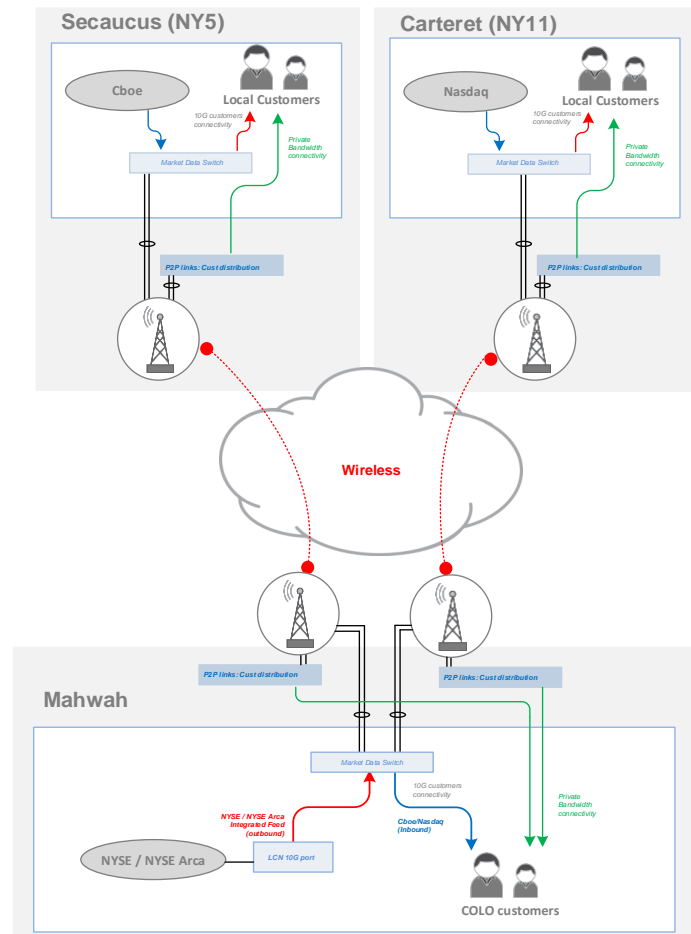 Secaucus (NY5)
Cboe
Local Customers
10G customers
connectivity
Private
Bandwidth
connectivity
Market Data Switch
P2P links: Cust distribution
Carteret (NY11)
Nasdaq
Local Customers
10G customers
connectivity
Private
Bandwidth
connectivity
Market Data Switch
P2P links: Cust distribution
Wireless
P2P links: Cust distribution
P2P links: Cust distribution
Mahwah
Market Data Switch
10G customers
connectivity
NYSE / NYSE Arca
Integrated Feed
(outbound)
Cboe/Nasdaq
(Inbound)
Private
Bandwidth
connectivity
NYSE / NYSE Arca
LCN 10G port
COLO customers